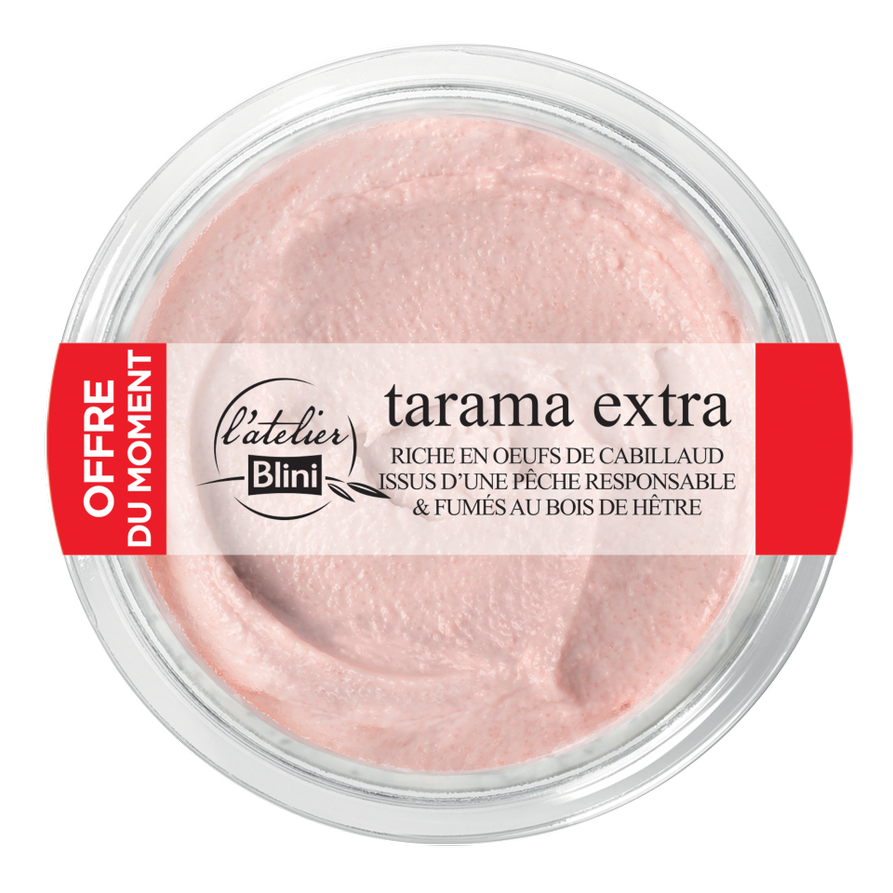 OFFRE
DU MOMENT
l'atelier
Blini
tarama extra
RICHE EN OEUFS DE CABILLAUD
ISSUS D'UNE PÊCHE RESPONSABLE
& FUMÉS AU BOIS DE HÊTRE